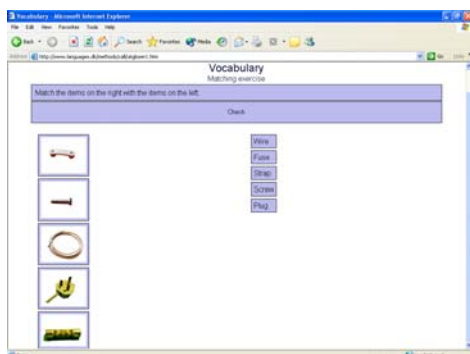 Vocabulary - Microsoft Internet Explorer
File Edit View Favorites Tools Help
Search Favorites Media
Vocabulary
Matching exercise
Match the items on the right with the items on the left.
Check
Wire
Fuse
Strap
Screw
Plug